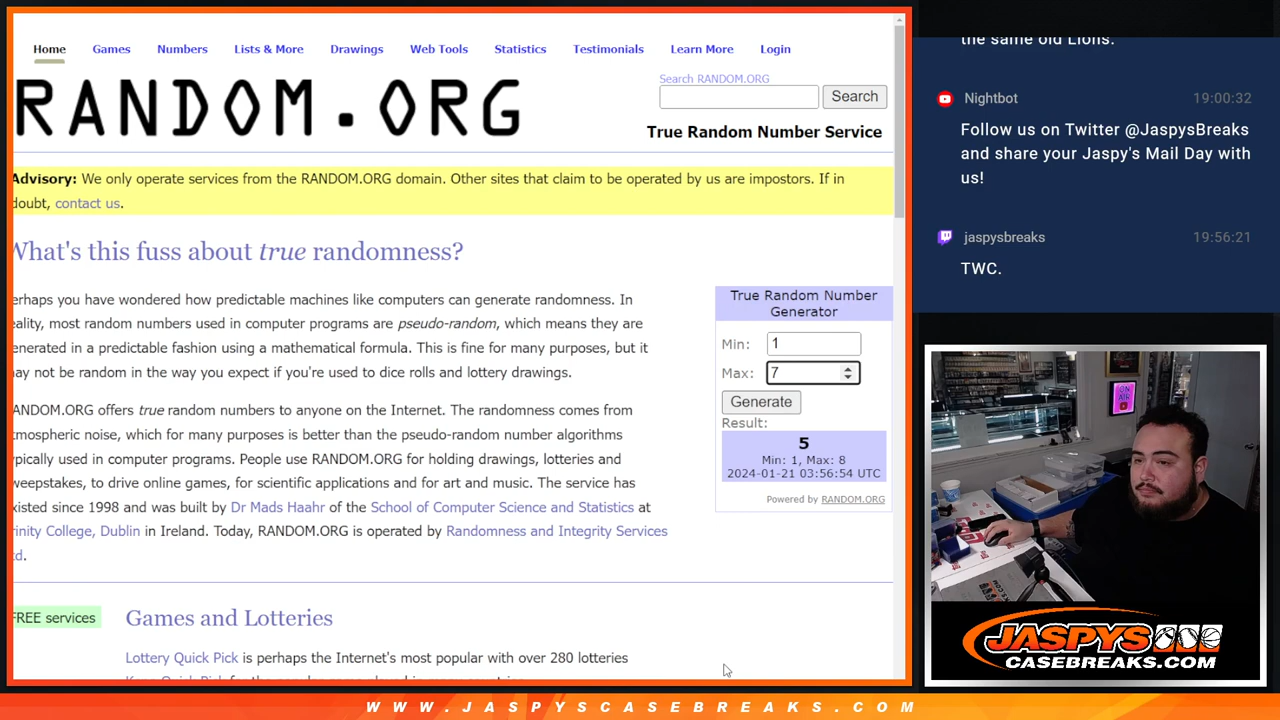 Home Games Numbers Lists & More Drawings Web Tools Statistics Testimonials Learn More Login
RANDOM.ORG
Search RANDOM.ORG
Search
True Random Number Service
Advisory: We only operate services from the RANDOM.ORG domain. Other sites that claim to be operated by us are impostors. If in
doubt, contact us.
What's this fuss about true randomness?
erhaps you have wondered how predictable machines like computers can generate randomness. In
eality, most random numbers used in computer programs are pseudo-random, which means they are
enerated in a predictable fashion using a mathematical formula. This is fine for many purposes, but it
ay not be random in the way you expect if you're used to dice rolls and lottery drawings.
ANDOM.ORG offers true random numbers to anyone on the Internet. The randomness comes from
tmospheric noise, which for many purposes is better than the pseudo-random number algorithms
ypically used in computer programs. People use RANDOM.ORG for holding drawings, lotteries and
weepstakes, to drive online games, for scientific applications and for art and music. The service has
xisted since 1998 and was built by Dr Mads Haahr of the School of Computer Science and Statistics at
rinity College, Dublin in Ireland. Today, RANDOM.ORG is operated by Randomness and Integrity Services
td.
True Random Number
Generator
Min: 1
Max: 7
Generate
Result:
5
Min: 1, Max: 8
2024-01-21 03:56:54 UTC
Powered by RANDOM.ORG
FREE services
Games and Lotteries
Lottery Quick Pick is perhaps the Internet's most popular with over 280 lotteries
the same old Lions.
Nightbot 19:00:32
Follow us on Twitter @JaspysBreaks
and share your Jaspy's Mail Day with
us!
jaspysbreaks 19:56:21
TWC.
ON
AIR
JASPYS
CASEBREAKS.COM
WWW.JASPYSCASEBREAKS.COM